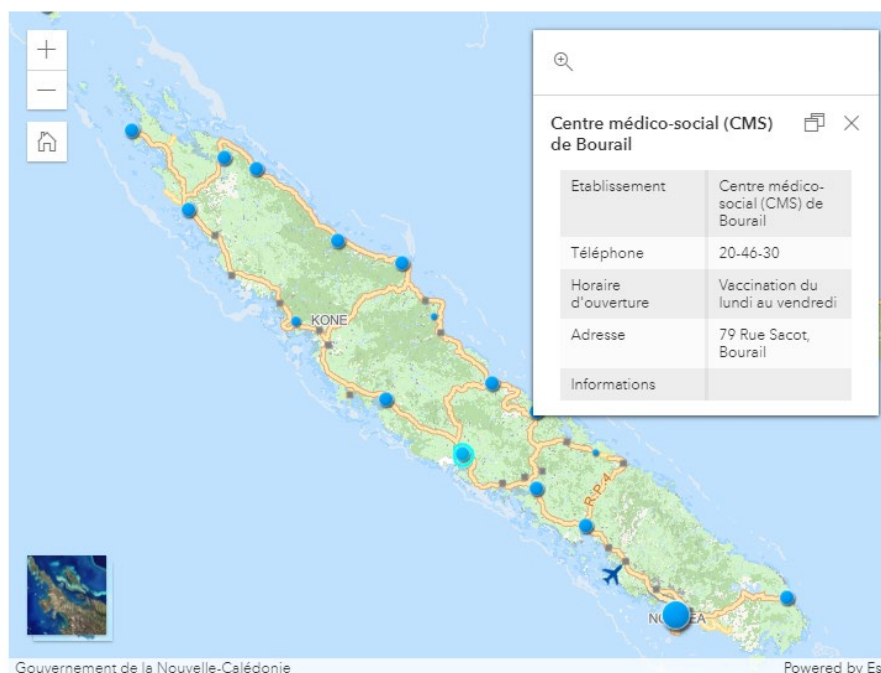 Centre médico-social (CMS)
de Bourail
Etablissement
Centre médico-
social (CMS) de
Bourail
Téléphone
20-46-30
Horaire
d'ouverture
Vaccination du
lundi au vendredi
Adresse
79 Rue Sacot,
Bourail
Informations
KONE
R.P.4
Gouvernement de la Nouvelle-Calédonie
Powered by Es